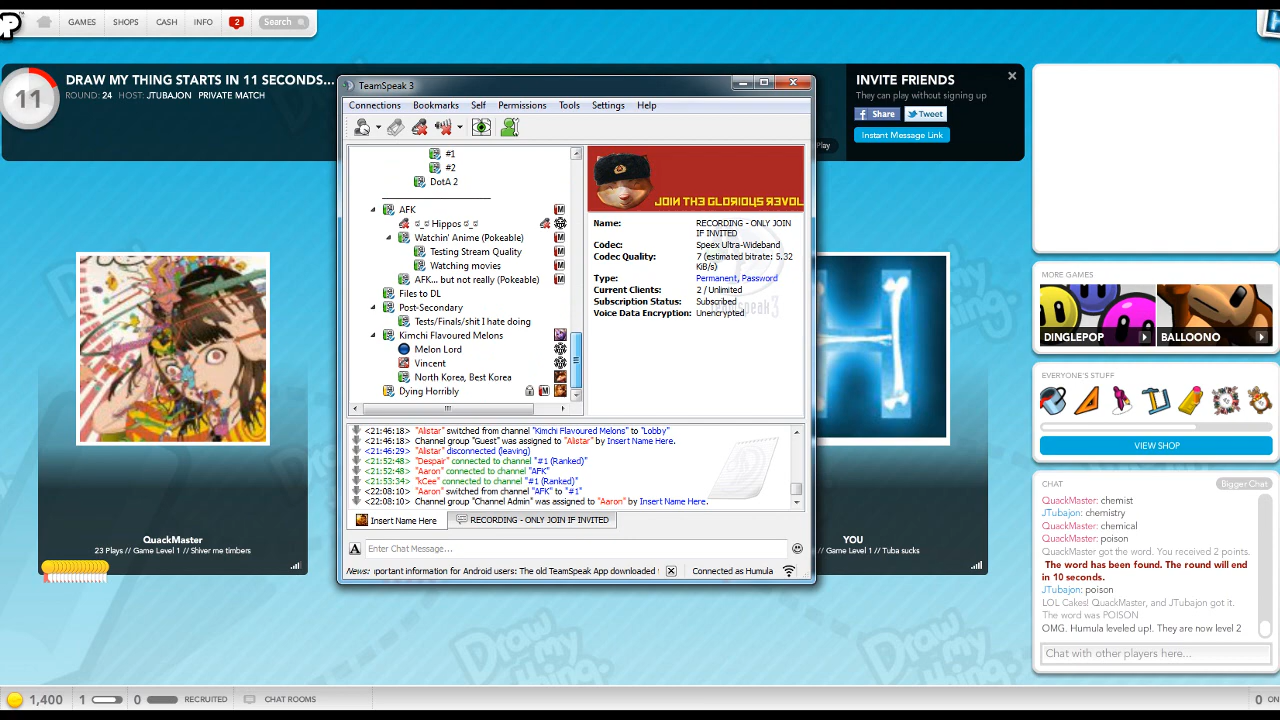 GAMES SHOPS CASH INFO 2 Search
11
DRAW MY THING STARTS IN 11 SECONDS...
ROUND: 24 HOST: JTUBAJON PRIVATE MATCH
INVITE FRIENDS
They can play without signing up
Share Tweet
Instant Message Link
Play
TeamSpeak 3
Connections Bookmarks Self Permissions Tools Settings Help
#1
#2
DotA 2
AFK
ಠ_ಠ Hippos ಠ_ಠ
Watchin' Anime (Pokeable)
Testing Stream Quality
Watching movies
AFK... but not really (Pokeable)
Files to DL
Post-Secondary
Tests/Finals/shit I hate doing
Kimchi Flavoured Melons
Melon Lord
Vincent
North Korea, Best Korea
Dying Horribly
JOIN TH3 GLORIOUS R3VOL
Name: RECORDING - ONLY JOIN
IF INVITED
Codec: Speex Ultra-Wideband
Codec Quality: 7 (estimated bitrate: 5.32
KiB/s)
Type: Permanent, Password
Current Clients: 2 / Unlimited
Subscription Status: Subscribed
Voice Data Encryption: Unencrypted
<21:46:18> "Alistar" switched from channel "Kimchi Flavoured Melons" to "Lobby"
<21:46:18> Channel group "Guest" was assigned to "Alistar" by Insert Name Here.
<21:46:29> "Alistar" disconnected (leaving)
<21:52:48> "Despair" connected to channel "#1 (Ranked)"
<21:52:48> "Aaron" connected to channel "AFK"
<21:53:34> "kCee" connected to channel "#1 (Ranked)"
<22:08:10> "Aaron" switched from channel "AFK" to "#1"
<22:08:10> Channel group "Channel Admin" was assigned to "Aaron" by Insert Name Here.
Insert Name Here RECORDING - ONLY JOIN IF INVITED
Enter Chat Message...
News: portant information for Android users: The old TeamSpeak App downloaded Connected as Humula
QuackMaster
23 Plays // Game Level 1 // Shiver me timbers
YOU
// Game Level 1 // Tuba sucks
MORE GAMES
DINGLEPOP BALLOONO
EVERYONE'S STUFF
VIEW SHOP
CHAT Bigger Chat
QuackMaster: chemist
JTubajon: chemistry
QuackMaster: chemical
QuackMaster: poison
QuackMaster got the word. You received 2 points.
The word has been found. The round will end
in 10 seconds.
JTubajon: poison
LOL Cakes! QuackMaster, and JTubajon got it.
The word was POISON
OMG. Humula leveled up!. They are now level 2
Chat with other players here...
1,400 1 0 RECRUITED CHAT ROOMS 0 ON